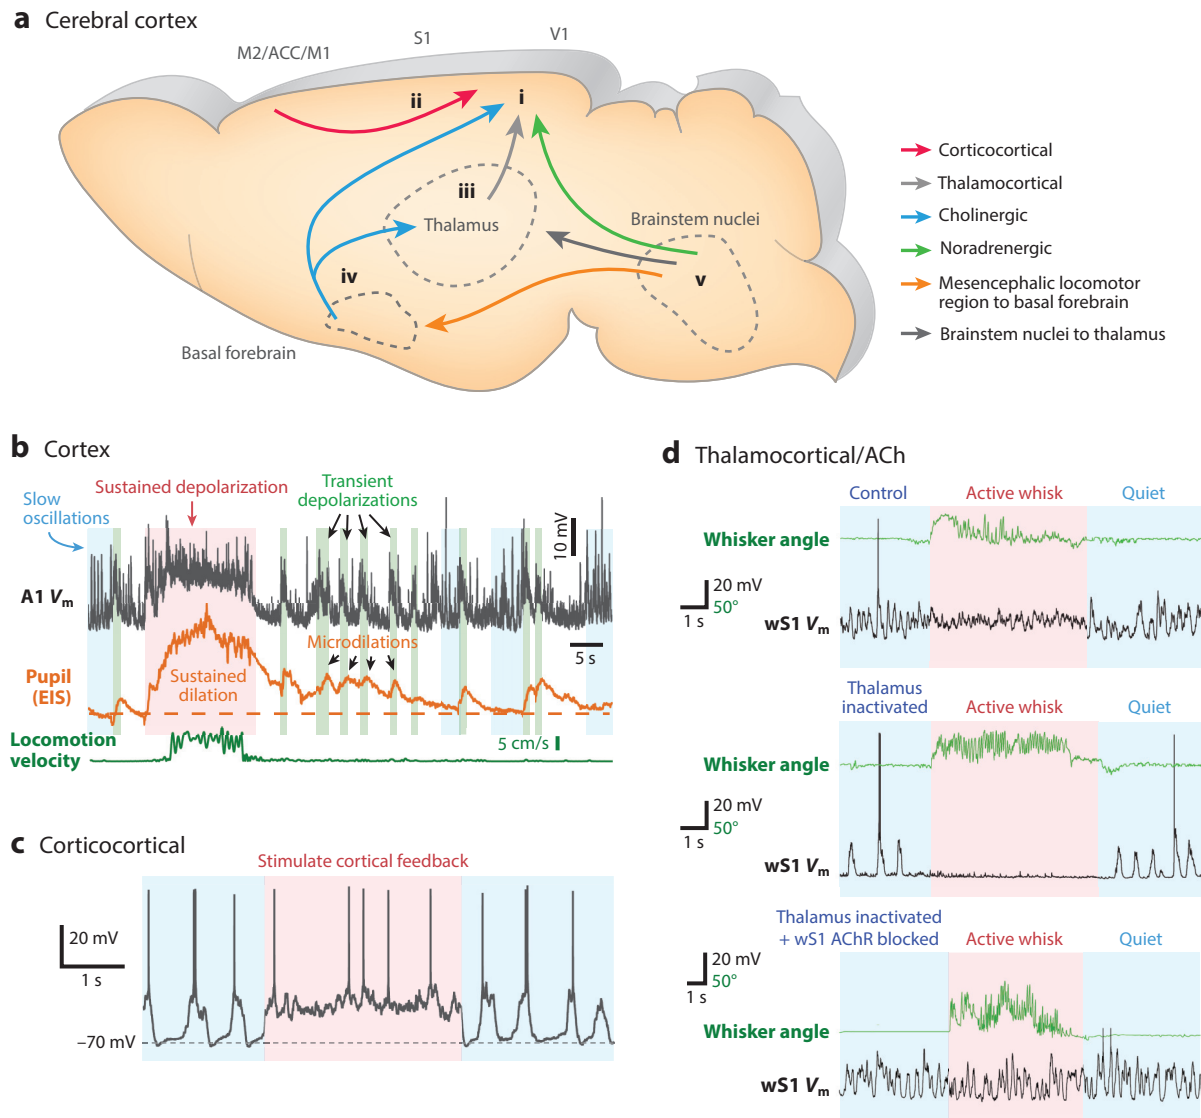 a Cerebral cortex
M2/ACC/M1
S1
V1
ii
i
iii
Thalamus
Brainstem nuclei
iv
v
Basal forebrain
Corticocortical
Thalamocortical
Cholinergic
Noradrenergic
Mesencephalic locomotor
region to basal forebrain
Brainstem nuclei to thalamus
b Cortex
Slow
oscillations
Sustained depolarization
Transient
depolarizations
10 mV
A1 Vm
5 s
Microdilations
Pupil
(EIS)
Sustained
dilation
Locomotion
velocity
5 cm/s
c Corticocortical
Stimulate cortical feedback
20 mV
1 s
–70 mV
d Thalamocortical/ACh
Control
Active whisk
Quiet
Whisker angle
20 mV
50°
1 s
wS1 Vm
Thalamus
inactivated
Active whisk
Quiet
Whisker angle
20 mV
50°
1 s
wS1 Vm
Thalamus inactivated
+ wS1 AChR blocked
Active whisk
Quiet
20 mV
50°
1 s
Whisker angle
wS1 Vm